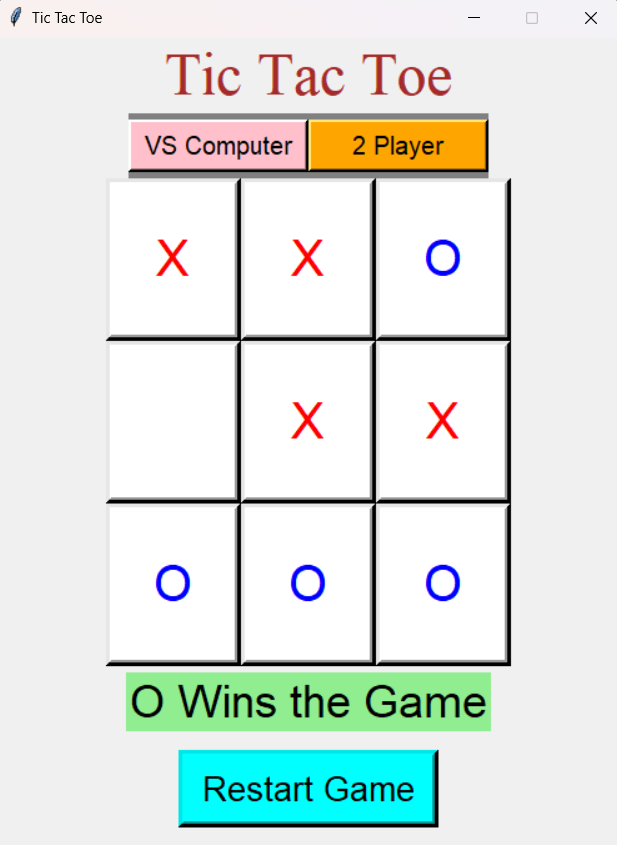 Tic Tac Toe
Tic Tac Toe
VS Computer 2 Player
X X O
X X
O O O
O Wins the Game
Restart Game